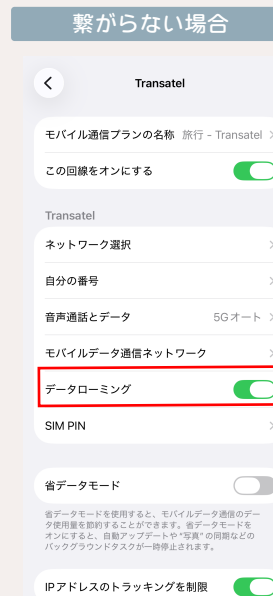 繋がらない場合
Transatel
モバイル通信プランの名称 旅行 - Transatel
この回線をオンにする
Transatel
ネットワーク選択
自分の番号
音声通話とデータ 5Gオート
モバイルデータ通信ネットワーク
データローミング
SIM PIN
省データモード
省データモードを使用すると、モバイルデータ通信のデー
タ使用量を節約することができます。省データモードを
オンにすると、自動アップデートや"写真"の同期などの
バックグラウンドタスクが一時停止されます。
IPアドレスのトラッキングを制限